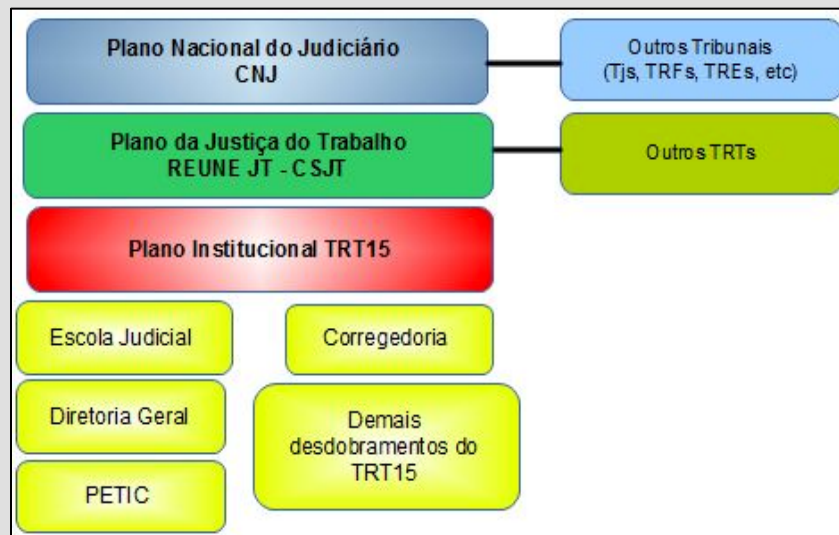 Plano Nacional do Judiciário
CNJ
Outros Tribunais
(Tjs, TRFs, TREs, etc)
Plano da Justiça do Trabalho
REUNE JT - CSJT
Outros TRTs
Plano Institucional TRT15
Escola Judicial
Corregedoria
Diretoria Geral
Demais
desdobramentos do
TRT15
PETIC